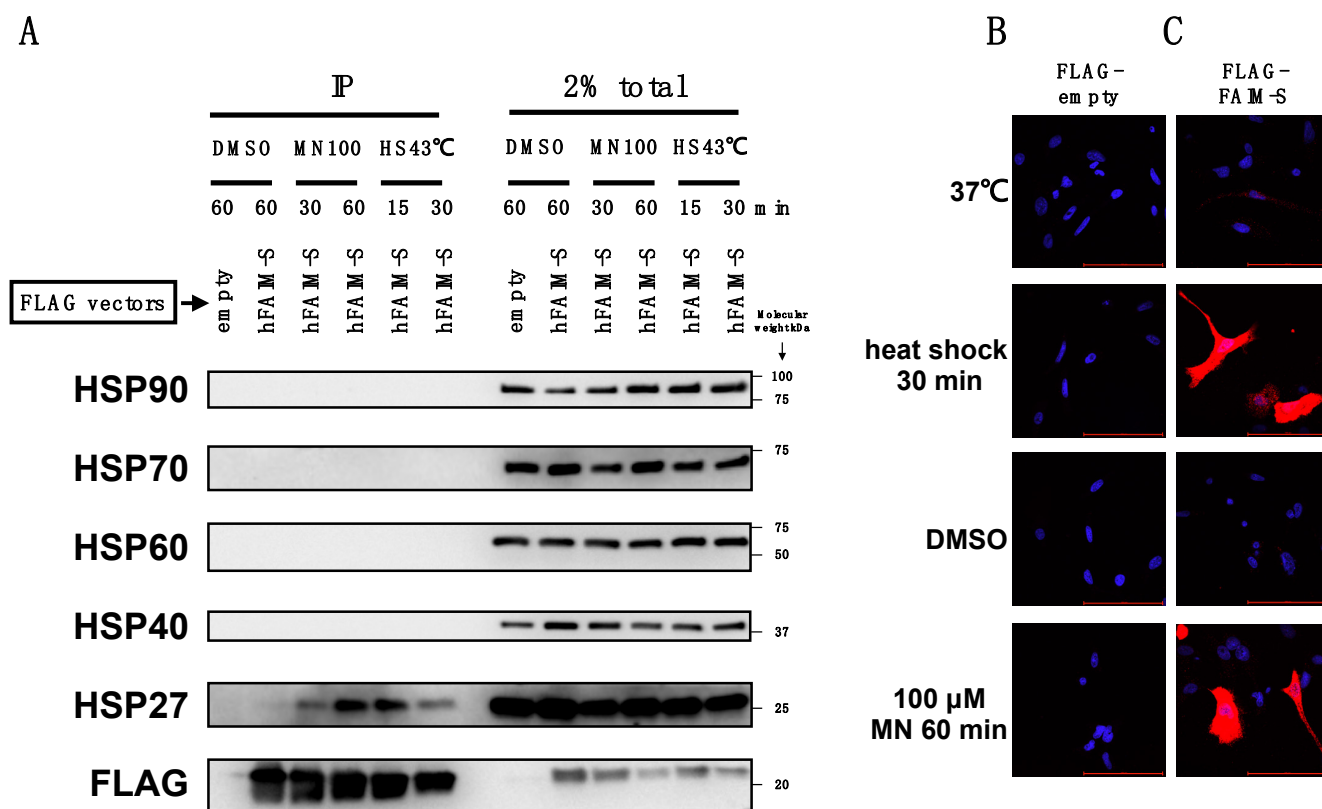 A
B
C
IP
2% total
FLAG-
empty
FLAG-
FAIM-S
DMSO MN100 HS43℃
DMSO MN100 HS43℃
60 60 30 60 15 30
60 60 30 60 15 30 min
37℃
FLAG vectors
empty
hFAIM-S
hFAIM-S
hFAIM-S
hFAIM-S
hFAIM-S
empty
hFAIM-S
hFAIM-S
hFAIM-S
hFAIM-S
hFAIM-S
Molecular
weight kDa
heat shock
30 min
HSP90
100
75
HSP70
75
HSP60
75
50
DMSO
HSP40
37
HSP27
25
100 µM
MN 60 min
FLAG
20